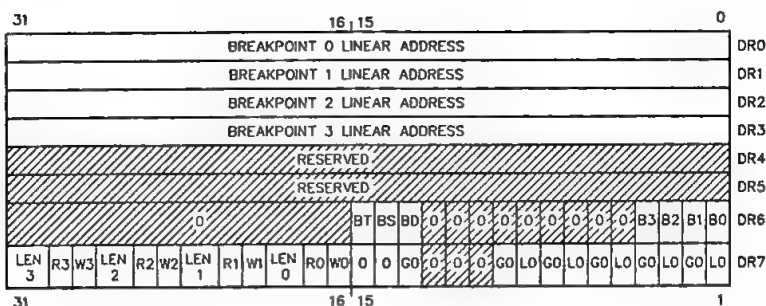 31 16 15 0
BREAKPOINT 0 LINEAR ADDRESS DR0
BREAKPOINT 1 LINEAR ADDRESS DR1
BREAKPOINT 2 LINEAR ADDRESS DR2
BREAKPOINT 3 LINEAR ADDRESS DR3
RESERVED DR4
RESERVED DR5
0 BT BS BD 0 0 0 0 0 0 0 0 0 B3 B2 B1 B0 DR6
LEN 3 R3 W3 LEN 2 R2 W2 LEN 1 R1 W1 LEN 0 R0 W0 0 0 G0 0 0 0 G0 L0 G0 L0 G0 L0 G0 L0 G0 L0 DR7
31 16 15 1